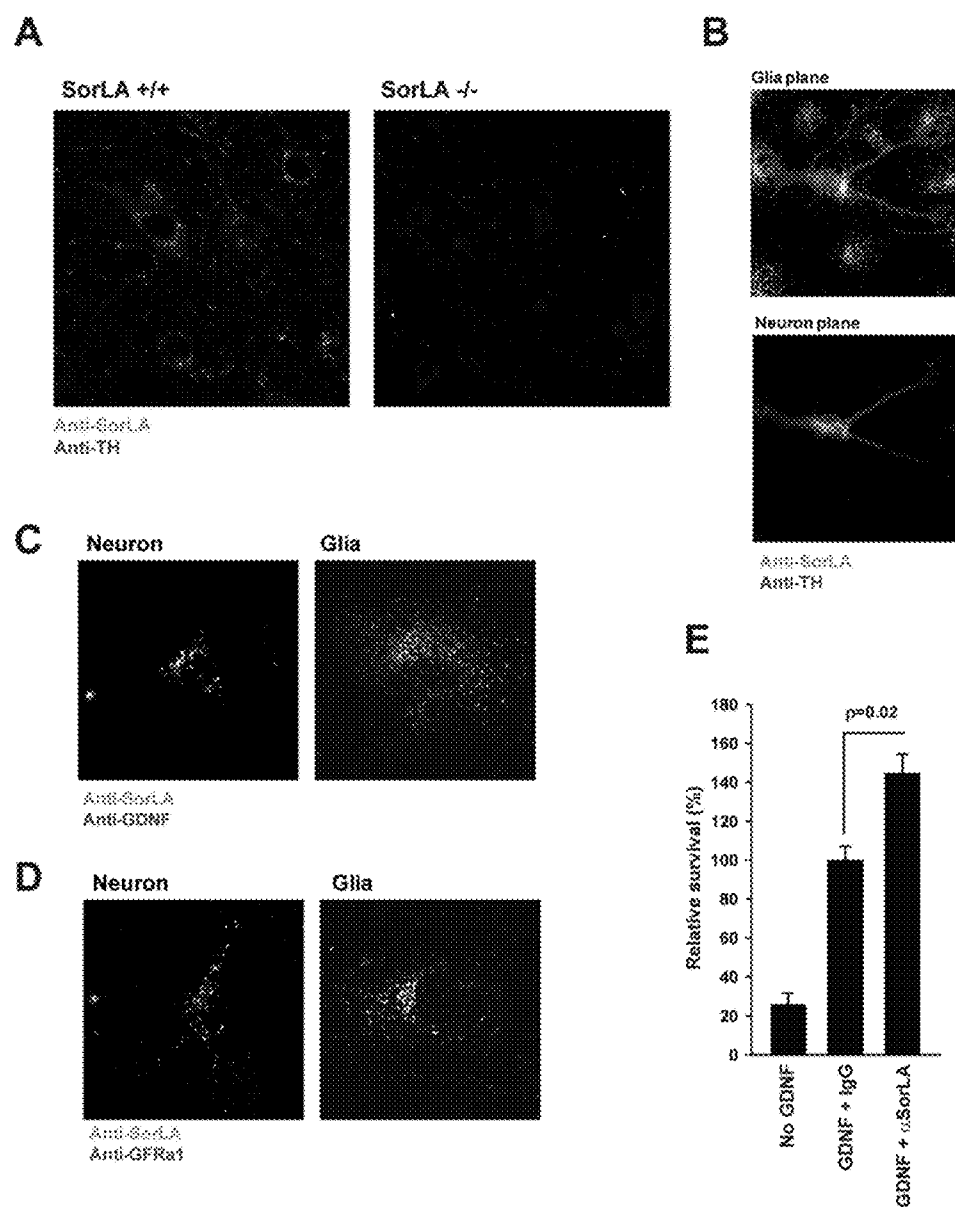 A
SorLA +/+
SorLA -/-
Anti-SorLA
Anti-TH
B
Glia plane
Neuron plane
Anti-SorLA
Anti-TH
C
Neuron
Glia
Anti-SorLA
Anti-GDNF
D
Neuron
Glia
Anti-SorLA
Anti-GFRa1
E
Relative survival (%)
180
160
140
120
100
80
60
40
20
0
p=0.02
No GDNF
GDNF + IgG
GDNF + αSorLA